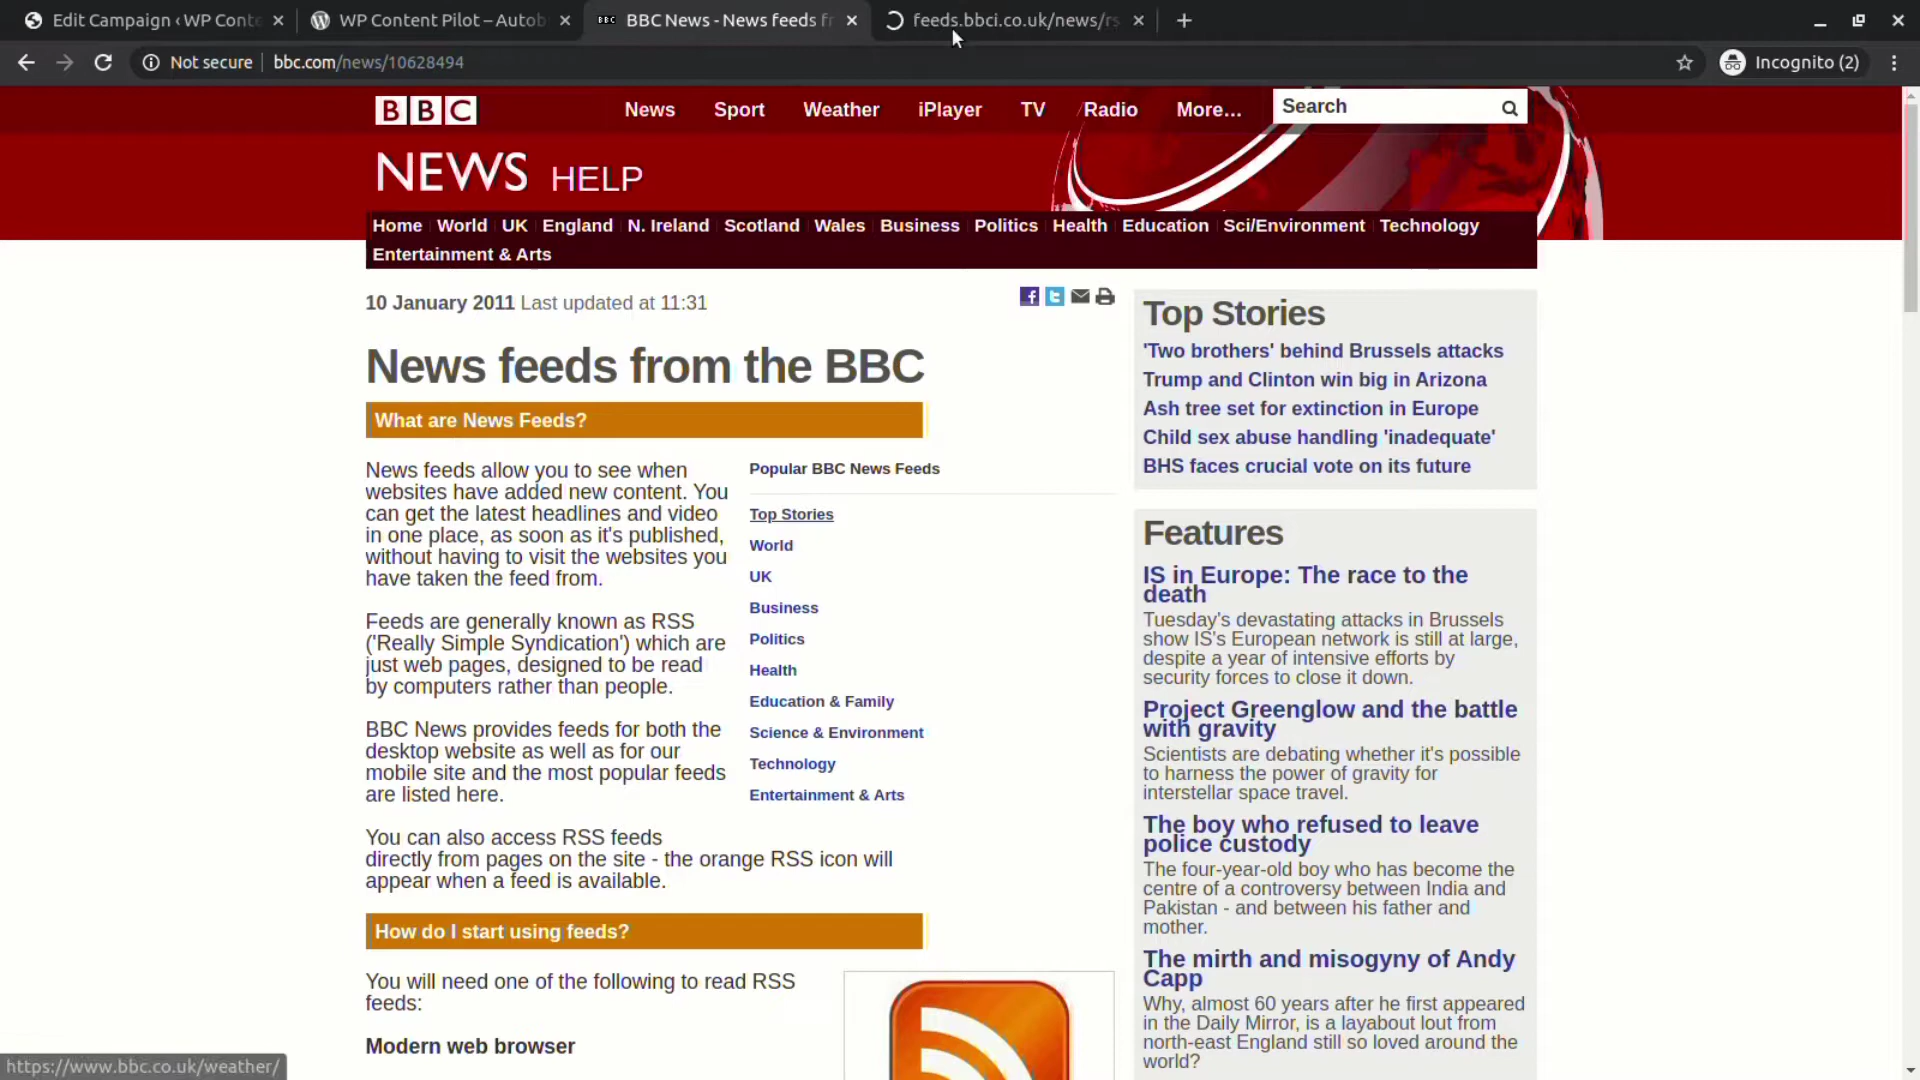 Edit Campaign ‹ WP Conte
WP Content Pilot – Autob
BBC News - News feeds fr
feeds.bbci.co.uk/news/rs
Not secure
bbc.com/news/10628494
Incognito (2)
BBC
News
Sport
Weather
iPlayer
TV
Radio
More...
Search
NEWS HELP
Home World UK England N. Ireland Scotland Wales Business Politics Health Education Sci/Environment Technology
Entertainment & Arts
10 January 2011 Last updated at 11:31
News feeds from the BBC
What are News Feeds?
News feeds allow you to see when
websites have added new content. You
can get the latest headlines and video
in one place, as soon as it's published,
without having to visit the websites you
have taken the feed from.
Feeds are generally known as RSS
('Really Simple Syndication') which are
just web pages, designed to be read
by computers rather than people.
BBC News provides feeds for both the
desktop website as well as for our
mobile site and the most popular feeds
are listed here.
You can also access RSS feeds
directly from pages on the site - the orange RSS icon will
appear when a feed is available.
Popular BBC News Feeds
Top Stories
World
UK
Business
Politics
Health
Education & Family
Science & Environment
Technology
Entertainment & Arts
How do I start using feeds?
You will need one of the following to read RSS
feeds:
Modern web browser
Top Stories
'Two brothers' behind Brussels attacks
Trump and Clinton win big in Arizona
Ash tree set for extinction in Europe
Child sex abuse handling 'inadequate'
BHS faces crucial vote on its future
Features
IS in Europe: The race to the
death
Tuesday's devastating attacks in Brussels
show IS's European network is still at large,
despite a year of intensive efforts by
security forces to close it down.
Project Greenglow and the battle
with gravity
Scientists are debating whether it's possible
to harness the power of gravity for
interstellar space travel.
The boy who refused to leave
police custody
The four-year-old boy who has become the
centre of a controversy between India and
Pakistan - and between his father and
mother.
The mirth and misogyny of Andy
Capp
Why, almost 60 years after he first appeared
in the Daily Mirror, is a layabout lout from
north-east England still so loved around the
world?
https://www.bbc.co.uk/weather/